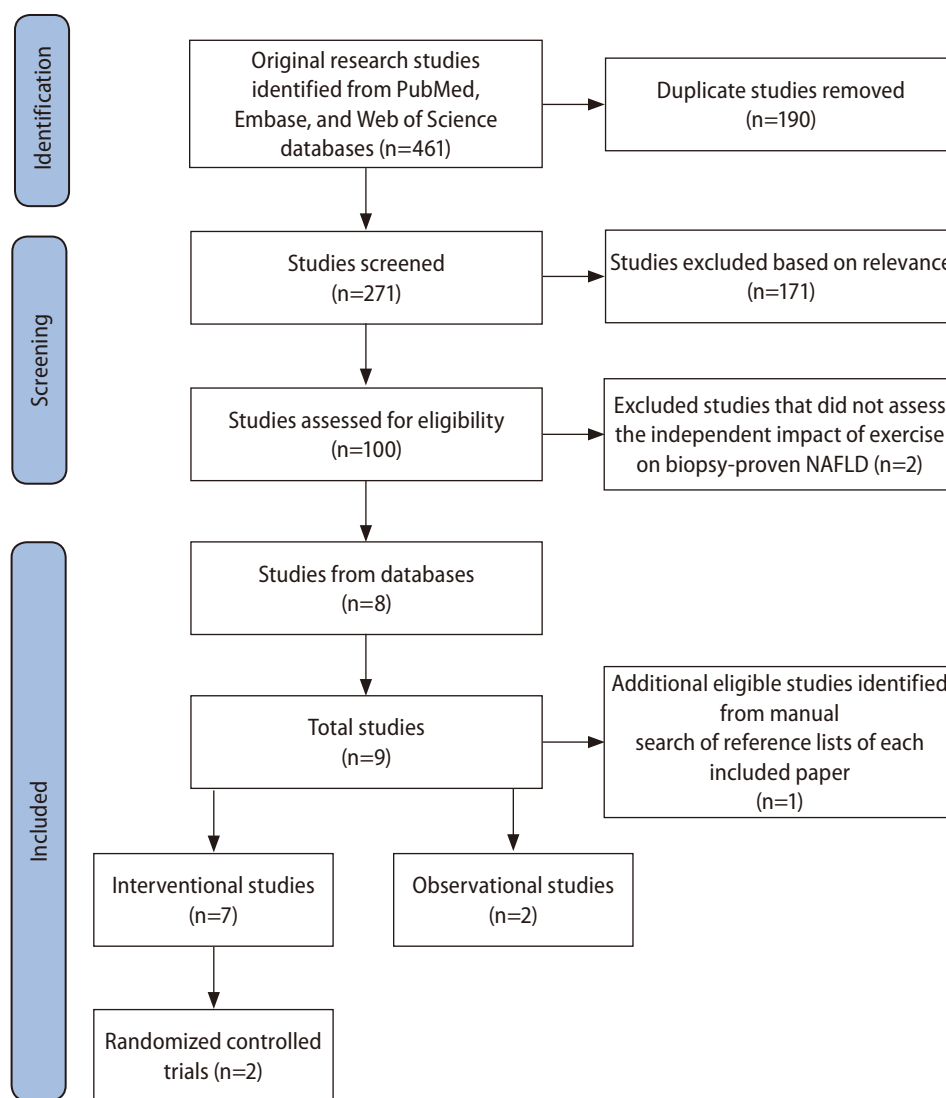 Identification
Original research studies
identified from PubMed,
Embase, and Web of Science
databases (n=461)
Duplicate studies removed
(n=190)
Screening
Studies screened
(n=271)
Studies excluded based on relevance
(n=171)
Studies assessed for eligibility
(n=100)
Excluded studies that did not assess
the independent impact of exercise
on biopsy-proven NAFLD (n=2)
Included
Studies from databases
(n=8)
Total studies
(n=9)
Additional eligible studies identified
from manual
search of reference lists of each
included paper
(n=1)
Interventional studies
(n=7)
Observational studies
(n=2)
Randomized controlled
trials (n=2)